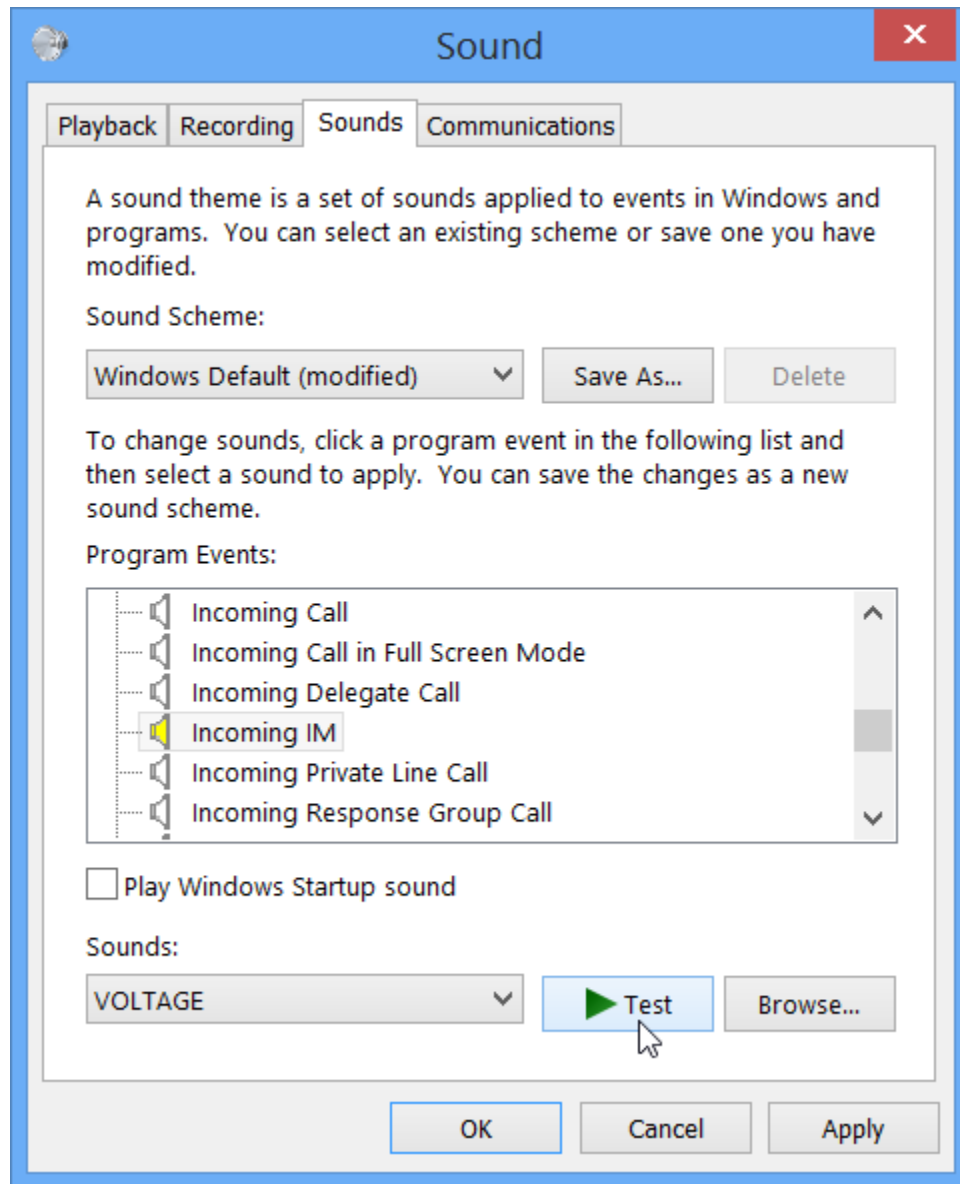 Sound
Playback Recording Sounds Communications
A sound theme is a set of sounds applied to events in Windows and
programs. You can select an existing scheme or save one you have
modified.
Sound Scheme:
Windows Default (modified) Save As... Delete
To change sounds, click a program event in the following list and
then select a sound to apply. You can save the changes as a new
sound scheme.
Program Events:
Incoming Call
Incoming Call in Full Screen Mode
Incoming Delegate Call
Incoming IM
Incoming Private Line Call
Incoming Response Group Call
Play Windows Startup sound
Sounds:
VOLTAGE Test Browse...
OK Cancel Apply